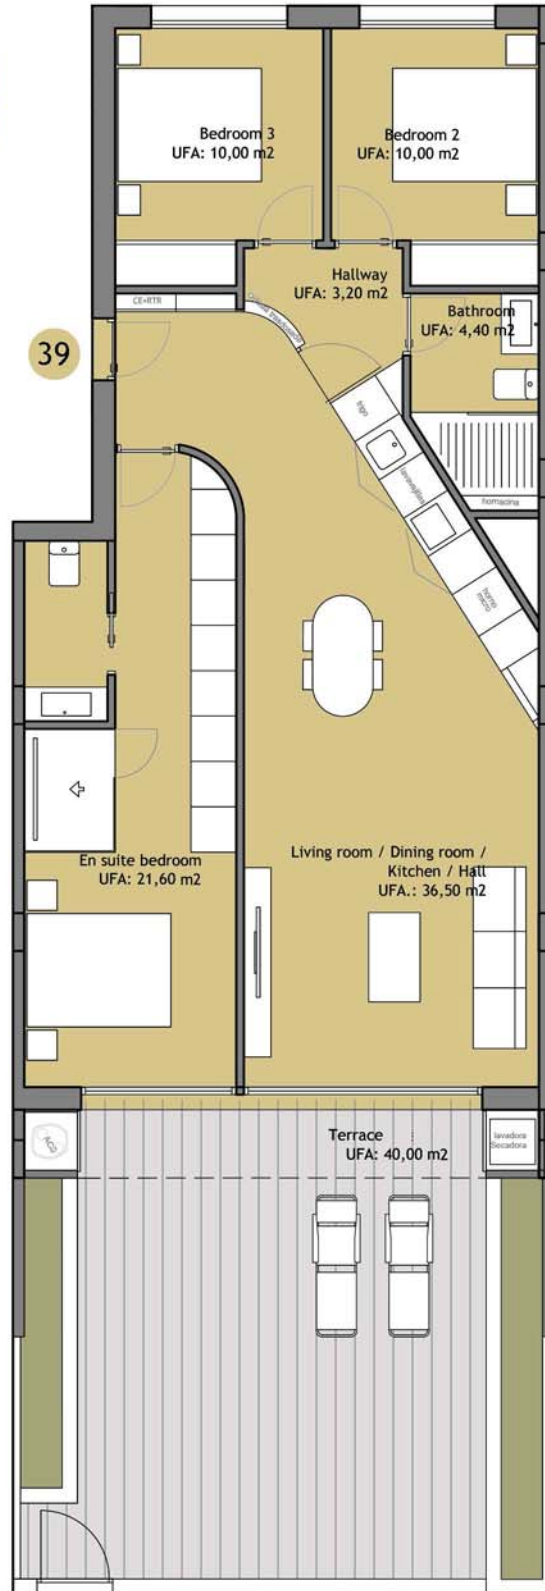 Bedroom 3
UFA: 10,00 m2
Bedroom 2
UFA: 10,00 m2
Hallway
UFA: 3,20 m2
CE+RTR
Bathroom
UFA: 4,40 m2
39
frigo
lavavajillas
hornacina
horno
micro
En suite bedroom
UFA: 21,60 m2
Living room / Dining room /
Kitchen / Hall
UFA.: 36,50 m2
Terrace
UFA: 40,00 m2
ACS
lavadora
Secadora